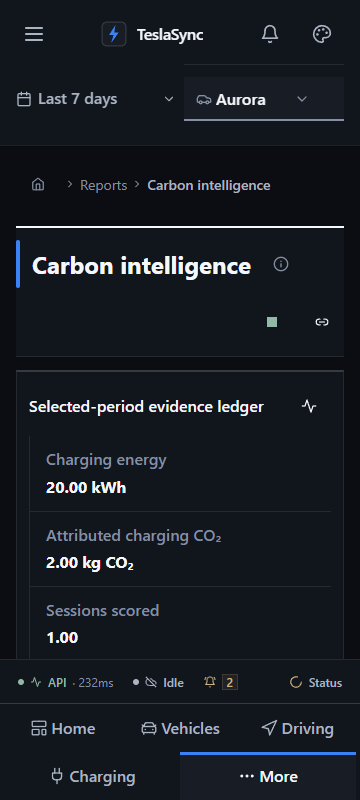 TeslaSync
Last 7 days
Aurora
Reports
Carbon intelligence
Carbon intelligence
Selected-period evidence ledger
Charging energy
20.00 kWh
Attributed charging CO₂
2.00 kg CO₂
Sessions scored
1.00
API · 232ms
Idle
2
Status
Home
Vehicles
Driving
Charging
More